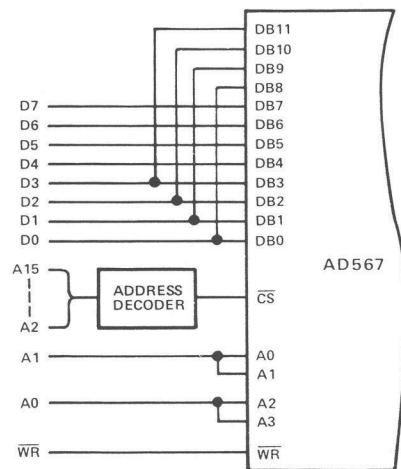 DB11
DB10
DB9
DB8
D7 DB7
D6 DB6
D5 DB5
D4 DB4
D3 DB3
D2 DB2
D1 DB1
D0 DB0
AD567
A15
ADDRESS
DECODER
CS
A2
A1 A0
A1
A0 A2
A3
WR WR